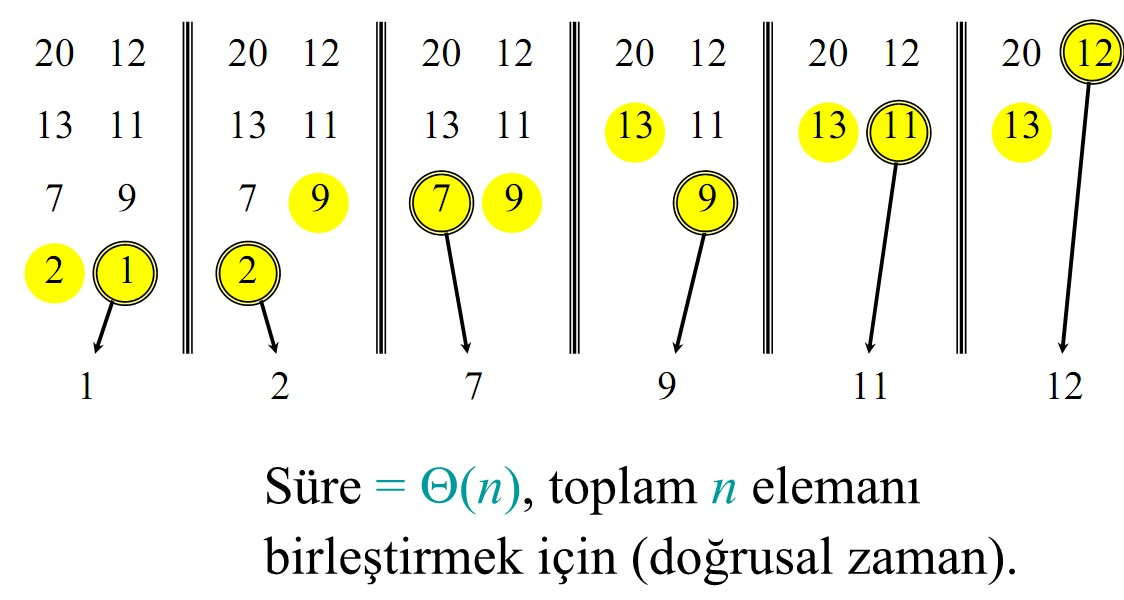 20 12 20 12 20 12 20 12 20 12 20 12
13 11 13 11 13 11 13 11 13 11 13
7 9 7 9 7 9 9
2 1 2
1 2 7 9 11 12
Süre = Θ(n), toplam n elemanı
birleştirmek için (doğrusal zaman).